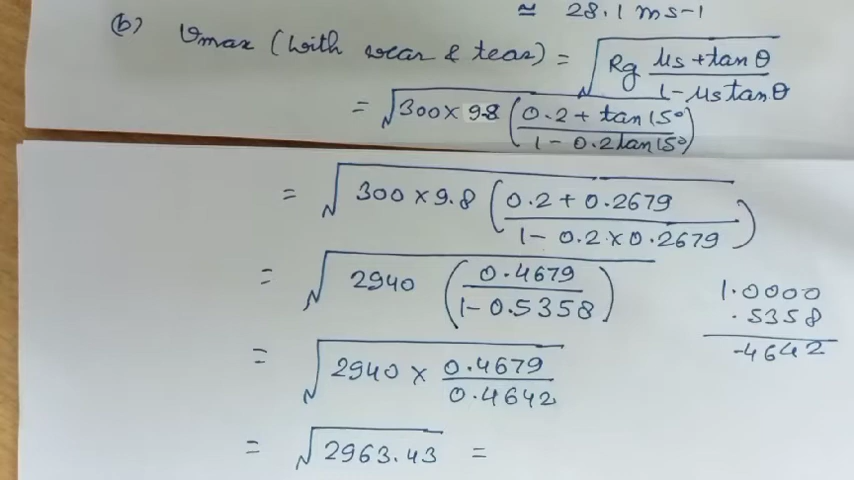 ≃ 28.1 ms-1
(b) Vmax (with wear & tear) = √(Rg (μs + tanθ)/(1 - μs tanθ))
= √(300 × 9.8 ((0.2 + tan 15°)/(1 - 0.2 tan 15°)))
= √(300 × 9.8 ((0.2 + 0.2679)/(1 - 0.2 × 0.2679)))
= √(2940 ((0.4679)/(1 - 0.5358)))
1.0000
.5358
.4642
= √(2940 × (0.4679)/(0.4642))
= √(2963.43) =